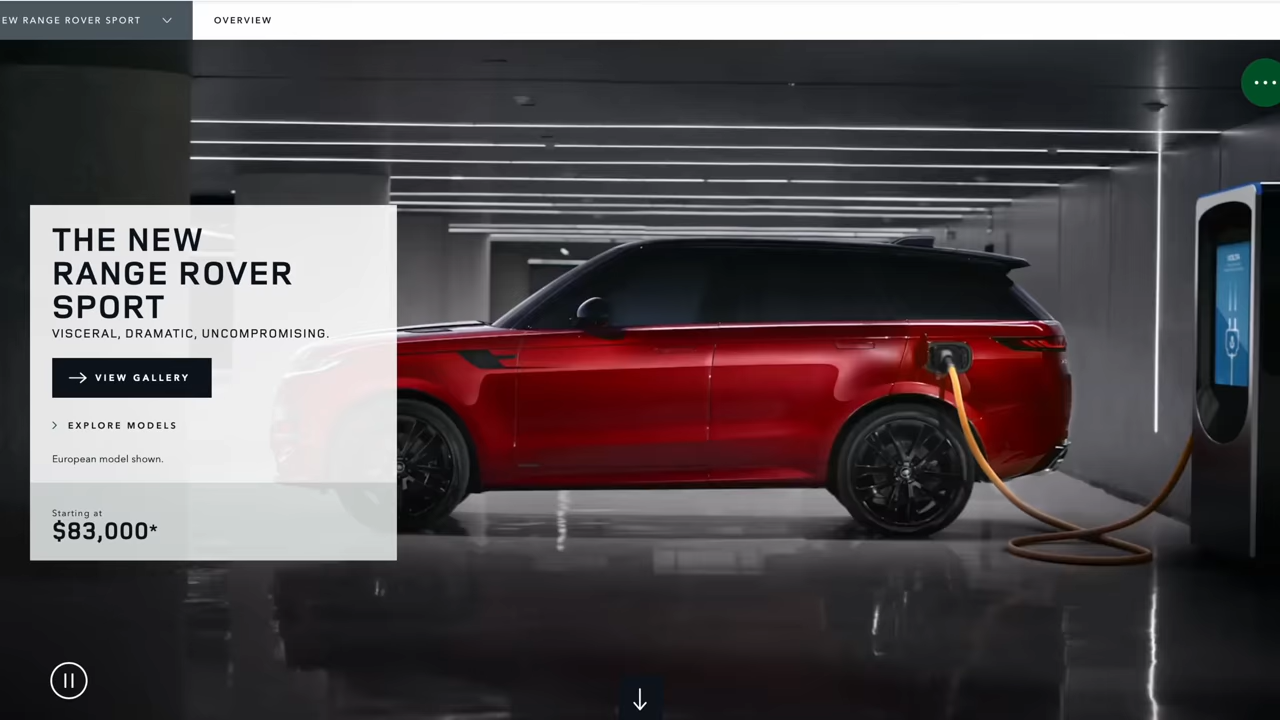 EW RANGE ROVER SPORT
OVERVIEW
THE NEW
RANGE ROVER
SPORT
VISCERAL, DRAMATIC, UNCOMPROMISING.
VIEW GALLERY
EXPLORE MODELS
European model shown.
Starting at
$83,000*